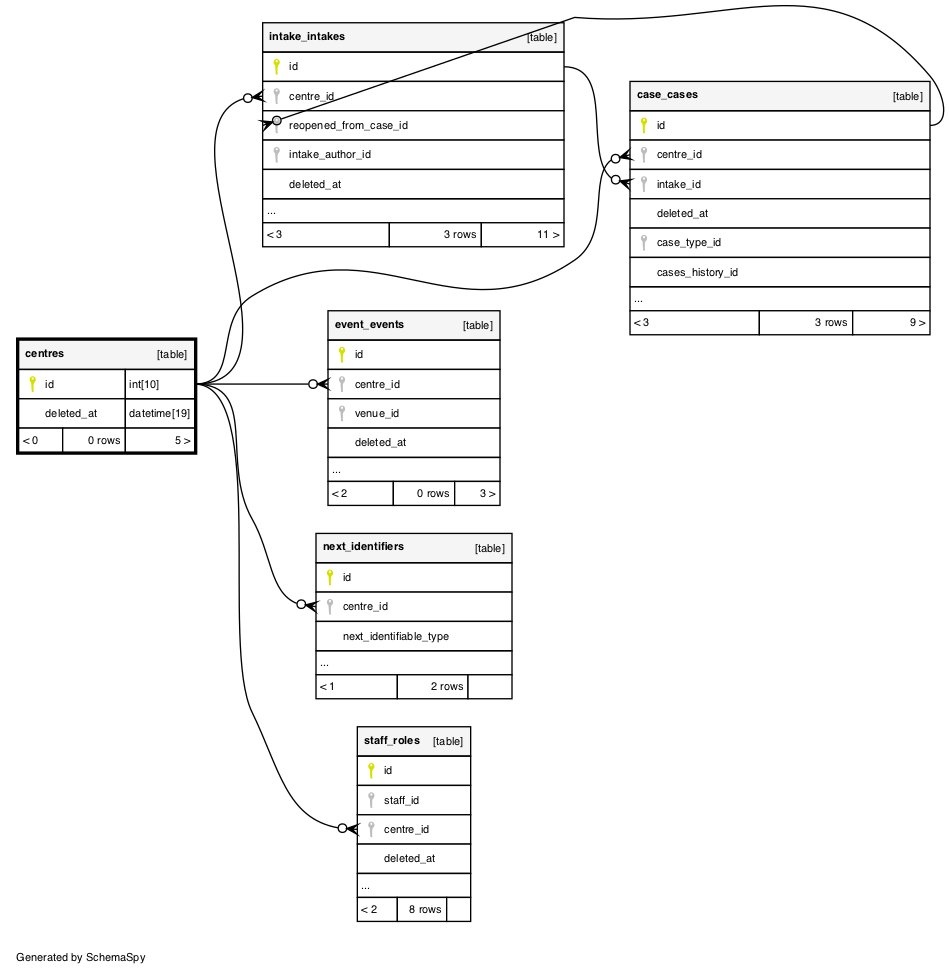 intake_intakes [table]
id
centre_id
reopened_from_case_id
intake_author_id
deleted_at
...
< 3 3 rows 11 >
case_cases [table]
id
centre_id
intake_id
deleted_at
case_type_id
cases_history_id
...
< 3 3 rows 9 >
centres [table]
id int[10]
deleted_at datetime[19]
< 0 0 rows 5 >
event_events [table]
id
centre_id
venue_id
deleted_at
...
< 2 0 rows 3 >
next_identifiers [table]
id
centre_id
next_identifiable_type
...
< 1 2 rows
staff_roles [table]
id
staff_id
centre_id
deleted_at
...
< 2 8 rows
Generated by SchemaSpy